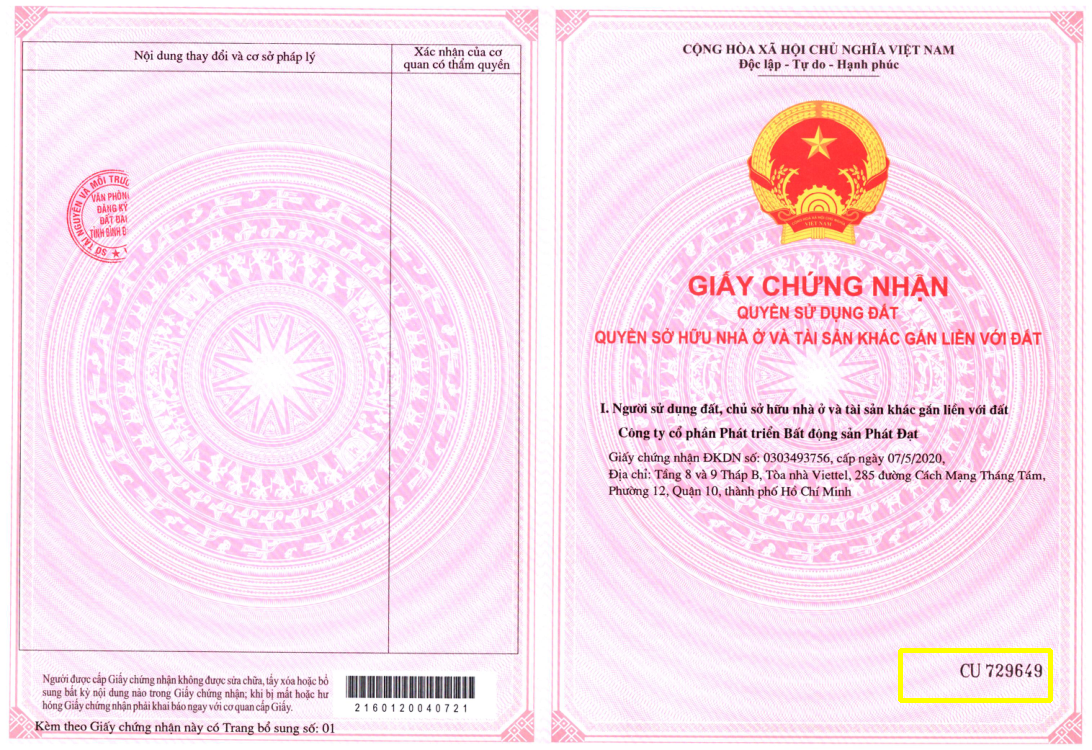 Nội dung thay đổi và cơ sở pháp lý
Xác nhận của cơ
quan có thẩm quyền
SỞ TÀI NGUYÊN VÀ MÔI TRƯ
VĂN PHÒN
ĐĂNG KÝ
ĐẤT ĐAI
TỈNH BÌNH Đ
Người được cấp Giấy chứng nhận không được sửa chữa, tẩy xóa hoặc bổ
sung bất kỳ nội dung nào trong Giấy chứng nhận; khi bị mất hoặc hư
hỏng Giấy chứng nhận phải khai báo ngay với cơ quan cấp Giấy.
2160120040721
Kèm theo Giấy chứng nhận này có Trang bổ sung số: 01
CỘNG HÒA XÃ HỘI CHỦ NGHĨA VIỆT NAM
Độc lập - Tự do - Hạnh phúc
VIỆT NAM
GIẤY CHỨNG NHẬN
QUYỀN SỬ DỤNG ĐẤT
QUYỀN SỞ HỮU NHÀ Ở VÀ TÀI SẢN KHÁC GẮN LIỀN VỚI ĐẤT
I. Người sử dụng đất, chủ sở hữu nhà ở và tài sản khác gắn liền với đất
Công ty cổ phần Phát triển Bất động sản Phát Đạt
Giấy chứng nhận ĐKDN số: 0303493756, cấp ngày 07/5/2020,
Địa chỉ: Tầng 8 và 9 Tháp B, Tòa nhà Viettel, 285 đường Cách Mạng Tháng Tám,
Phường 12, Quận 10, thành phố Hồ Chí Minh
CU 729649